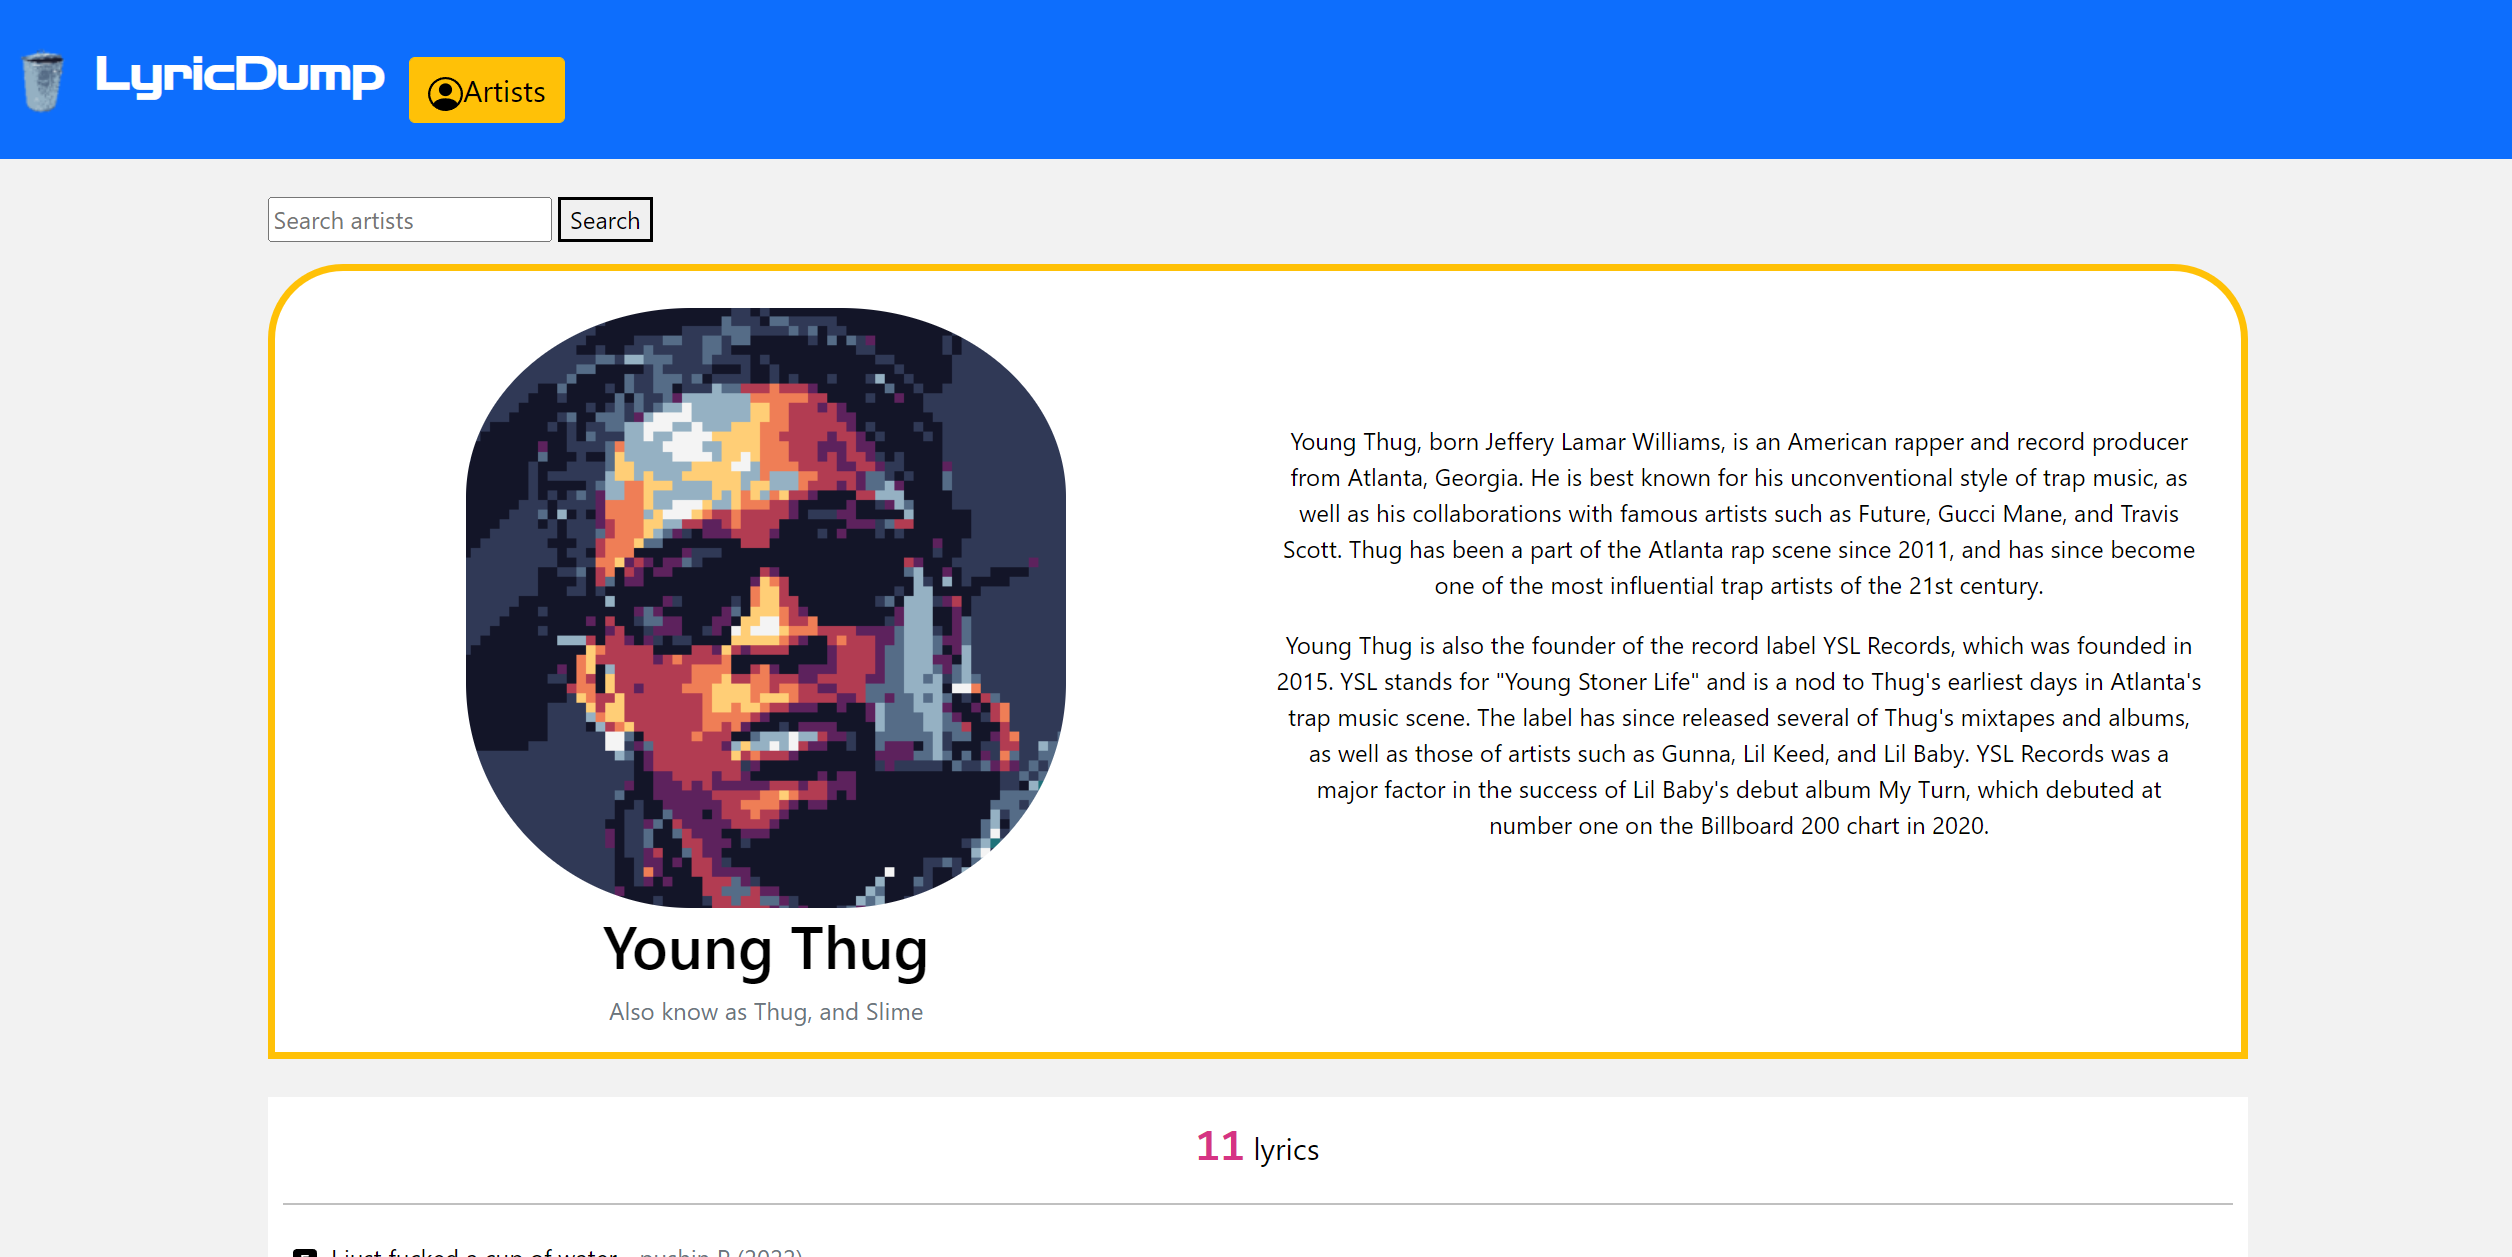 LyricDump
Artists
Search artists
Search
Young Thug, born Jeffery Lamar Williams, is an American rapper and record producer
from Atlanta, Georgia. He is best known for his unconventional style of trap music, as
well as his collaborations with famous artists such as Future, Gucci Mane, and Travis
Scott. Thug has been a part of the Atlanta rap scene since 2011, and has since become
one of the most influential trap artists of the 21st century.
Young Thug is also the founder of the record label YSL Records, which was founded in
2015. YSL stands for "Young Stoner Life" and is a nod to Thug's earliest days in Atlanta's
trap music scene. The label has since released several of Thug's mixtapes and albums,
as well as those of artists such as Gunna, Lil Keed, and Lil Baby. YSL Records was a
major factor in the success of Lil Baby's debut album My Turn, which debuted at
number one on the Billboard 200 chart in 2020.
Young Thug
Also know as Thug, and Slime
11 lyrics
I just fucked a cup of water - pushin P (2022)